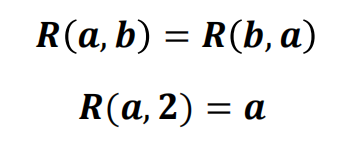 R(a, b) = R(b, a)
R(a, 2) = a